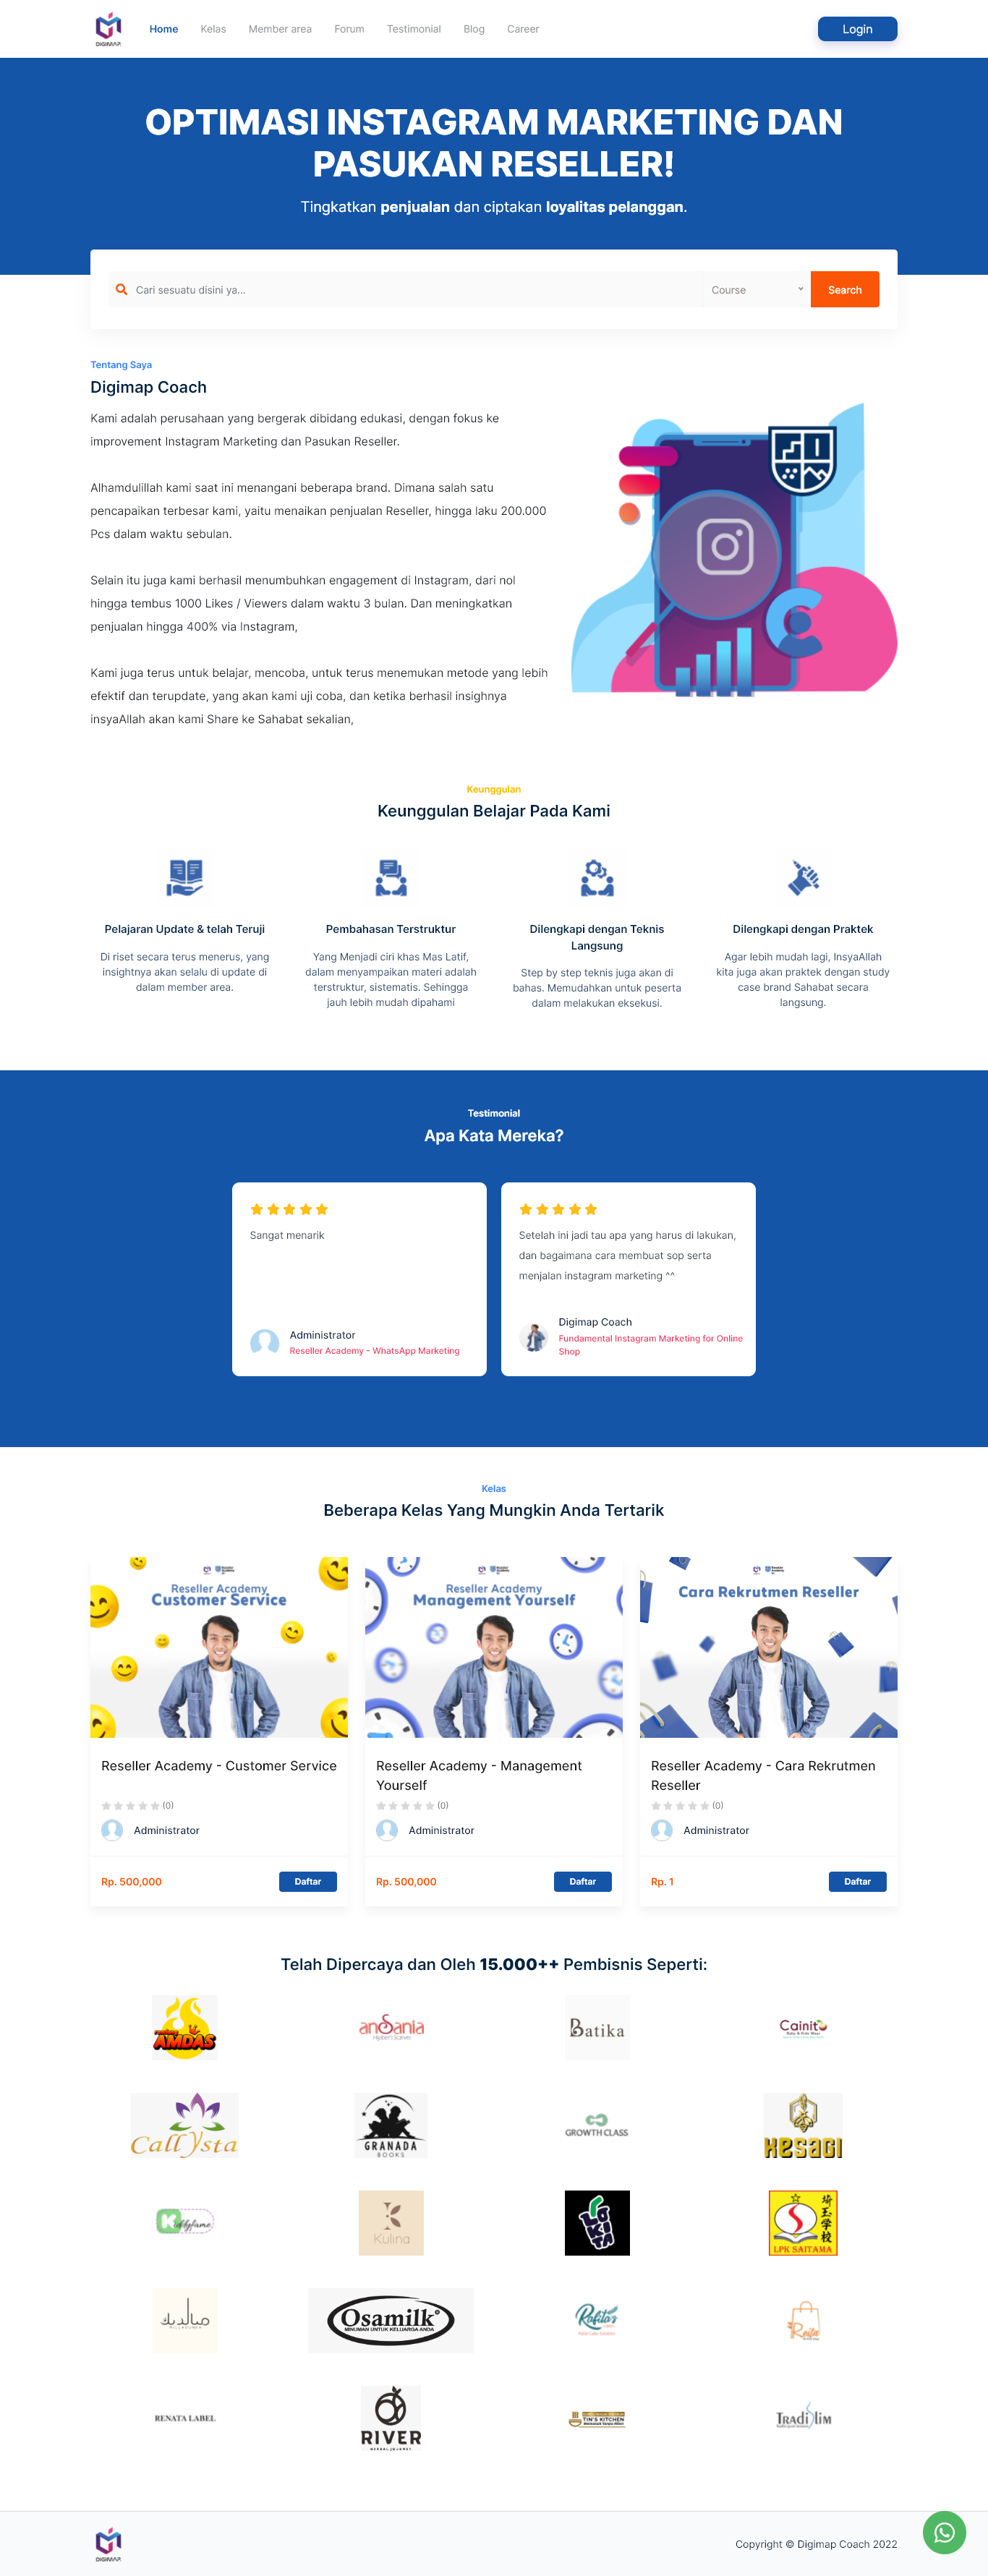 DIGIMAP
Home Kelas Member area Forum Testimonial Blog Career
Login
OPTIMASI INSTAGRAM MARKETING DAN
PASUKAN RESELLER!
Tingkatkan penjualan dan ciptakan loyalitas pelanggan.
Cari sesuatu disini ya...
Course
Search
Tentang Saya
Digimap Coach
Kami adalah perusahaan yang bergerak dibidang edukasi, dengan fokus ke
improvement Instagram Marketing dan Pasukan Reseller.
Alhamdulillah kami saat ini menangani beberapa brand. Dimana salah satu
pencapaikan terbesar kami, yaitu menaikan penjualan Reseller, hingga laku 200.000
Pcs dalam waktu sebulan.
Selain itu juga kami berhasil menumbuhkan engagement di Instagram, dari nol
hingga tembus 1000 Likes / Viewers dalam waktu 3 bulan. Dan meningkatkan
penjualan hingga 400% via Instagram,
Kami juga terus untuk belajar, mencoba, untuk terus menemukan metode yang lebih
efektif dan terupdate, yang akan kami uji coba, dan ketika berhasil insighnya
insyaAllah akan kami Share ke Sahabat sekalian,
Keunggulan
Keunggulan Belajar Pada Kami
Pelajaran Update & telah Teruji
Di riset secara terus menerus, yang
insightnya akan selalu di update di
dalam member area.
Pembahasan Terstruktur
Yang Menjadi ciri khas Mas Latif,
dalam menyampaikan materi adalah
terstruktur, sistematis. Sehingga
jauh lebih mudah dipahami
Dilengkapi dengan Teknis
Langsung
Step by step teknis juga akan di
bahas. Memudahkan untuk peserta
dalam melakukan eksekusi.
Dilengkapi dengan Praktek
Agar lebih mudah lagi, InsyaAllah
kita juga akan praktek dengan study
case brand Sahabat secara
langsung.
Testimonial
Apa Kata Mereka?
Sangat menarik
Administrator
Reseller Academy - WhatsApp Marketing
Setelah ini jadi tau apa yang harus di lakukan,
dan bagaimana cara membuat sop serta
menjalan instagram marketing ^^
Digimap Coach
Fundamental Instagram Marketing for Online
Shop
Kelas
Beberapa Kelas Yang Mungkin Anda Tertarik
Reseller Academy
Customer Service
Reseller Academy - Customer Service
(0)
Administrator
Rp. 500,000
Daftar
Reseller Academy
Management Yourself
Reseller Academy - Management
Yourself
(0)
Administrator
Rp. 500,000
Daftar
Cara Rekrutmen Reseller
Reseller Academy - Cara Rekrutmen
Reseller
(0)
Administrator
Rp. 1
Daftar
Telah Dipercaya dan Oleh 15.000++ Pembisnis Seperti:
AMDAS
anSania
Batika
Cainito
Callysta
GRANADA
BOOKS
GROWTH CLASS
KESAGI
Kiddyfame
Kulina
埼玉学校
LPK SAITAMA
Osamilk
MINUMAN UNTUK KELUARGA ANDA
Rafita's
Reita
RENATA LABEL
RIVER
HERBAL JOJAMET
TIN'S KITCHEN
TRADISLIM
DIGIMAP
Copyright © Digimap Coach 2022